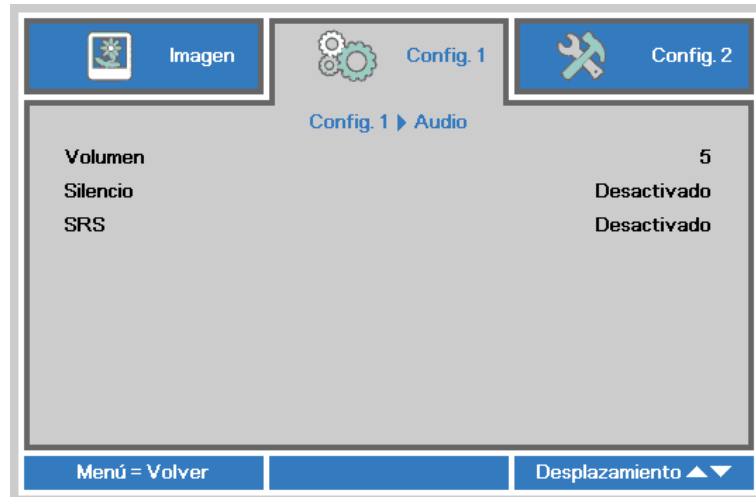 Imagen
Config. 1
Config. 2
Config. 1 ▶ Audio
Volumen 5
Silencio Desactivado
SRS Desactivado
Menú = Volver
Desplazamiento ▲▼